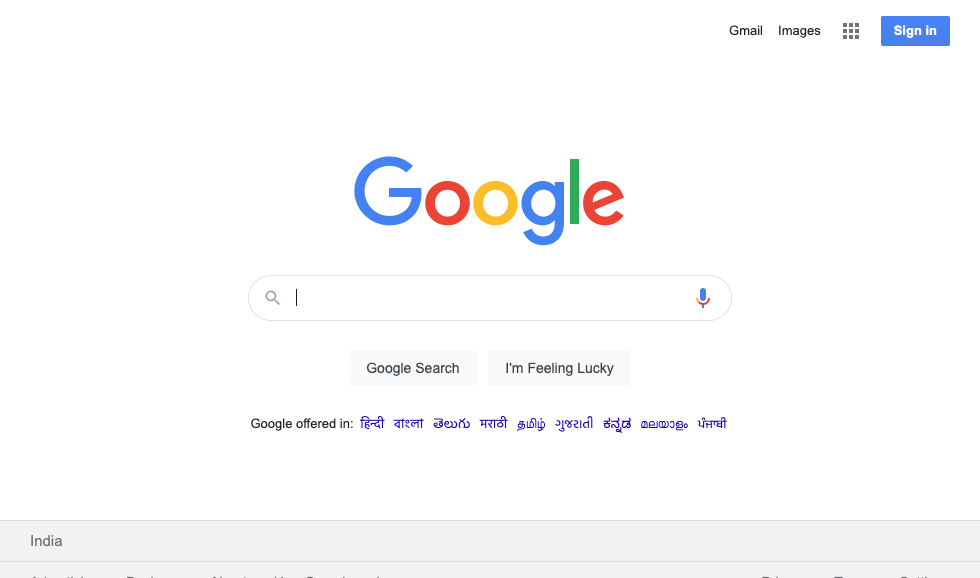 Gmail Images Sign in
Google
Google Search I'm Feeling Lucky
Google offered in: हिन्दी বাংলা తెలుగు मराठी தமிழ் ગુજરાતી ಕನ್ನಡ മലയാളം ਪੰਜਾਬੀ
India